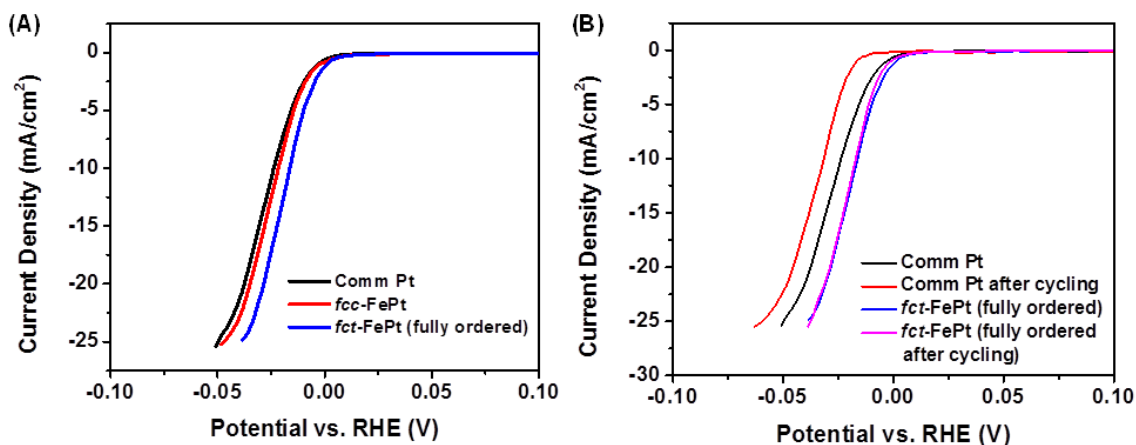 (A)
0
-5
-10
-15
-20
-25
-0.10
-0.05
0.00
0.05
0.10
Current Density (mA/cm²)
Potential vs. RHE (V)
Comm Pt
fcc-FePt
fct-FePt (fully ordered)
(B)
0
-5
-10
-15
-20
-25
-30
-0.10
-0.05
0.00
0.05
0.10
Current Density (mA/cm²)
Potential vs. RHE (V)
Comm Pt
Comm Pt after cycling
fct-FePt (fully ordered)
fct-FePt (fully ordered
after cycling)